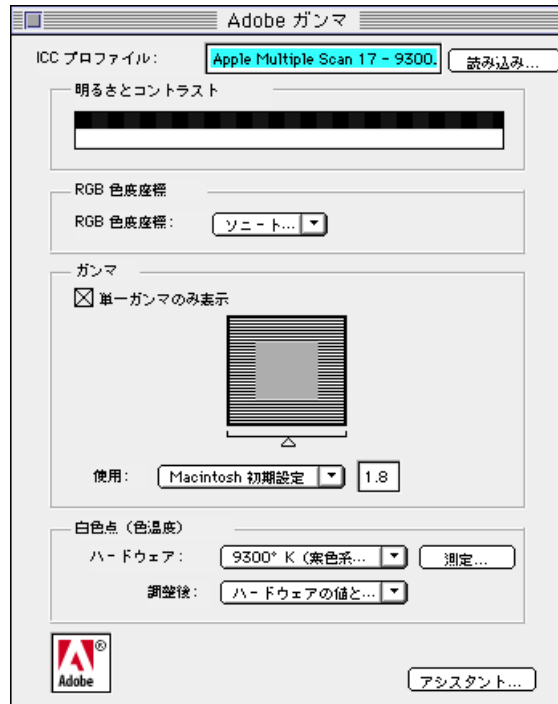 Adobe ガンマ
ICC プロファイル: Apple Multiple Scan 17 - 9300. 読み込み...
明るさとコントラスト
RGB 色度座標
RGB 色度座標: ソニート...
ガンマ
単一ガンマのみ表示
使用: Macintosh 初期設定 1.8
白色点（色温度）
ハードウェア: 9300° K (寒色系... 測定...
調整後: ハードウェアの値と...
Adobe ®
アシスタント...